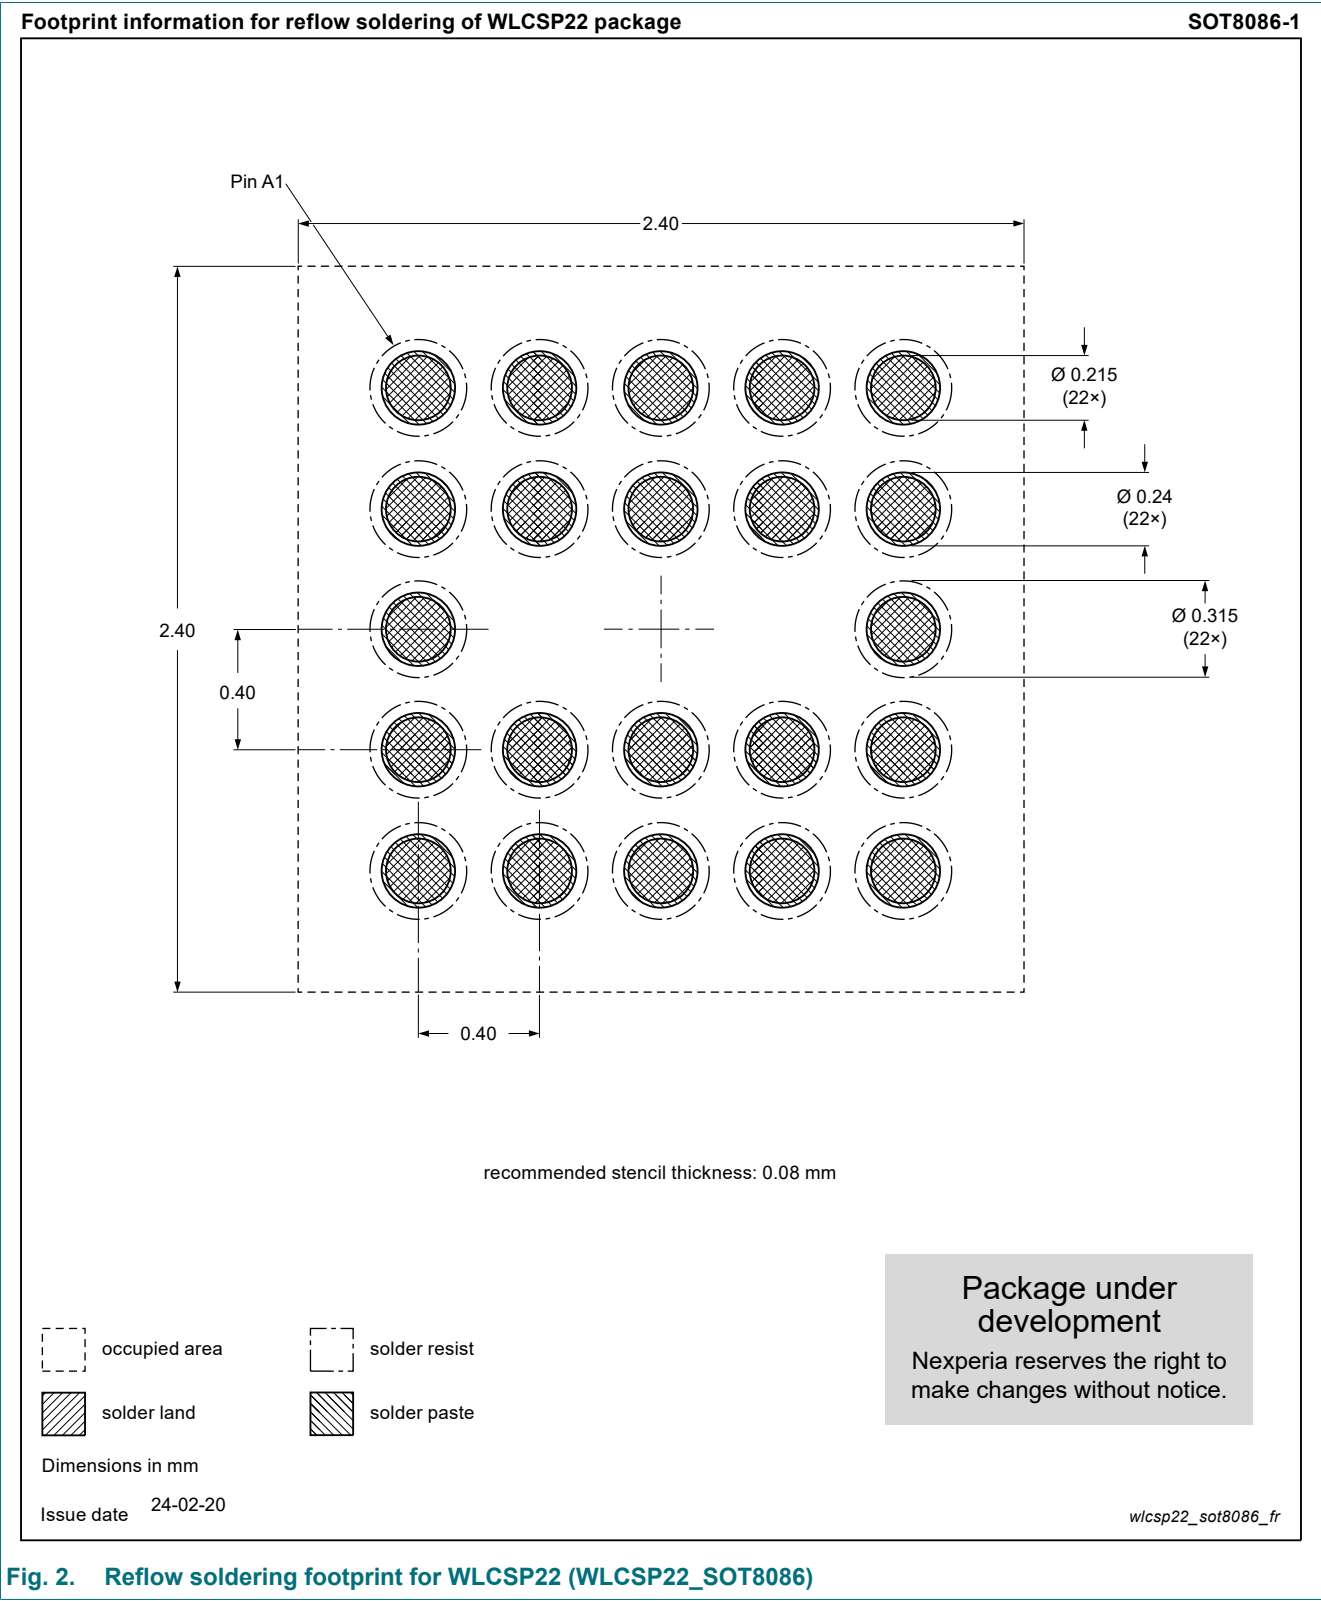 Footprint information for reflow soldering of WLCSP22 package SOT8086-1
Pin A1
2.40
Ø 0.215
(22×)
Ø 0.24
(22×)
Ø 0.315
(22×)
2.40
0.40
0.40
recommended stencil thickness: 0.08 mm
Package under
development
Nexperia reserves the right to
make changes without notice.
occupied area
solder resist
solder land
solder paste
Dimensions in mm
Issue date 24-02-20
wlcsp22_sot8086_fr
Fig. 2. Reflow soldering footprint for WLCSP22 (WLCSP22_SOT8086)